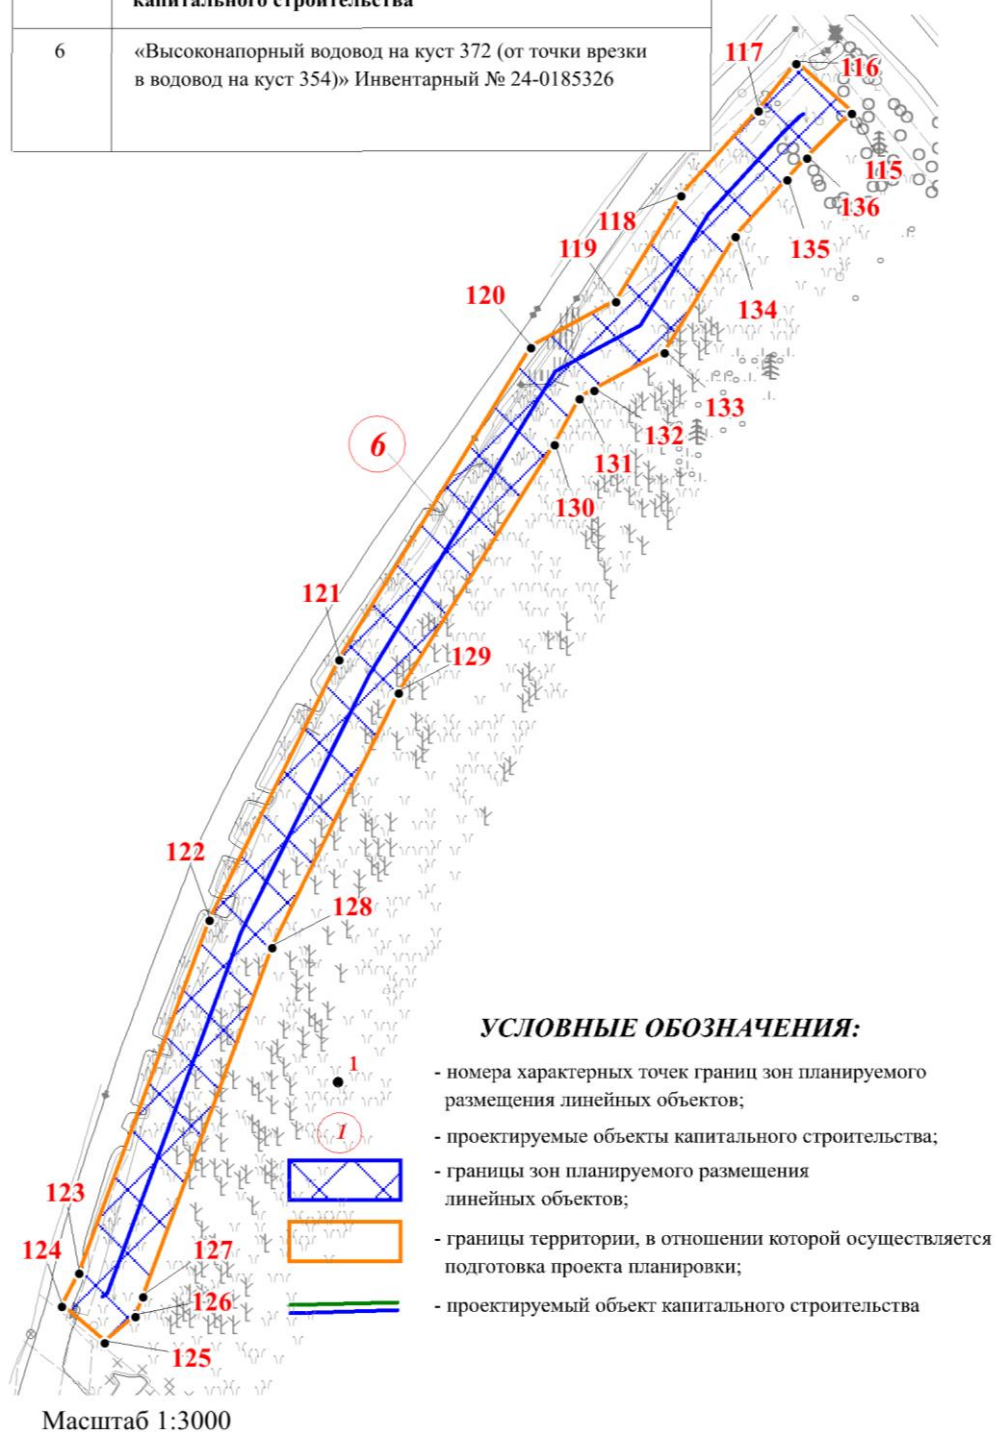 капитального строительства
6
«Высоконапорный водовод на куст 372 (от точки врезки
в водовод на куст 354)» Инвентарный № 24-0185326
117
116
115
136
118
135
119
134
120
133
132
6
131
130
121
129
122
128
УСЛОВНЫЕ ОБОЗНАЧЕНИЯ:
1
- номера характерных точек границ зон планируемого
размещения линейных объектов;
1
- проектируемые объекты капитального строительства;
- границы зон планируемого размещения
линейных объектов;
- границы территории, в отношении которой осуществляется
подготовка проекта планировки;
- проектируемый объект капитального строительства
123
124
127
126
125
Масштаб 1:3000